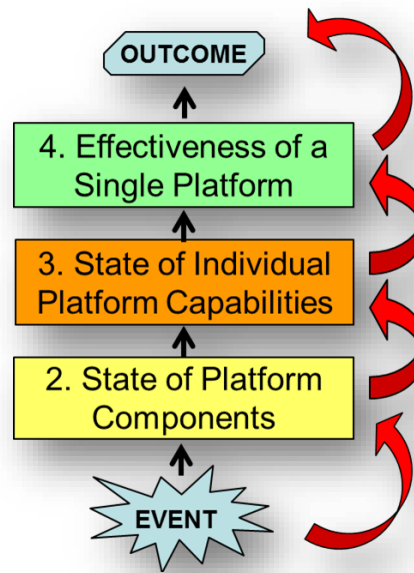 OUTCOME
4. Effectiveness of a
Single Platform
3. State of Individual
Platform Capabilities
2. State of Platform
Components
EVENT